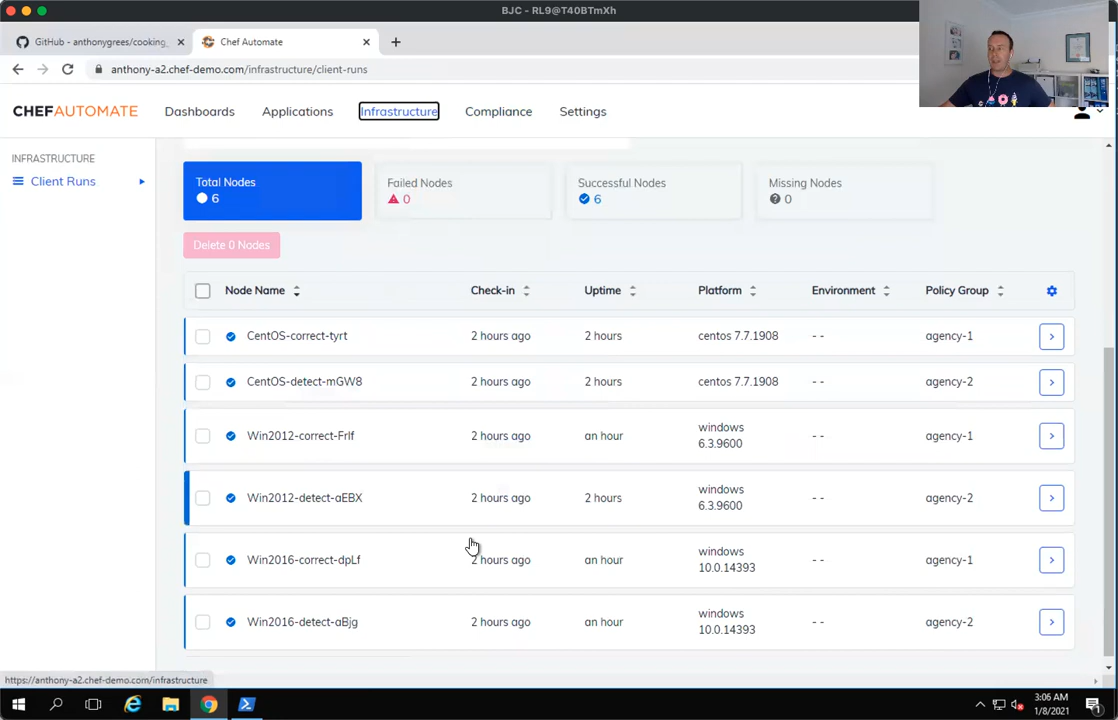 BJC - RL9@T40BTmXh
GitHub - anthonygrees/cooking_
Chef Automate
anthony-a2.chef-demo.com/infrastructure/client-runs
CHEFAUTOMATE Dashboards Applications Infrastructure Compliance Settings
INFRASTRUCTURE
Client Runs
Total Nodes Failed Nodes Successful Nodes Missing Nodes
6 0 6 0
Delete 0 Nodes
Node Name Check-in Uptime Platform Environment Policy Group
CentOS-correct-tyrt 2 hours ago 2 hours centos 7.7.1908 - - agency-1
CentOS-detect-mGW8 2 hours ago 2 hours centos 7.7.1908 - - agency-2
Win2012-correct-Frlf 2 hours ago an hour windows 6.3.9600 - - agency-1
Win2012-detect-aEBX 2 hours ago 2 hours windows 6.3.9600 - - agency-2
Win2016-correct-dpLf 2 hours ago an hour windows 10.0.14393 - - agency-1
Win2016-detect-aBjg 2 hours ago an hour windows 10.0.14393 - - agency-2
https://anthony-a2.chef-demo.com/infrastructure
3:06 AM
1/8/2021
1